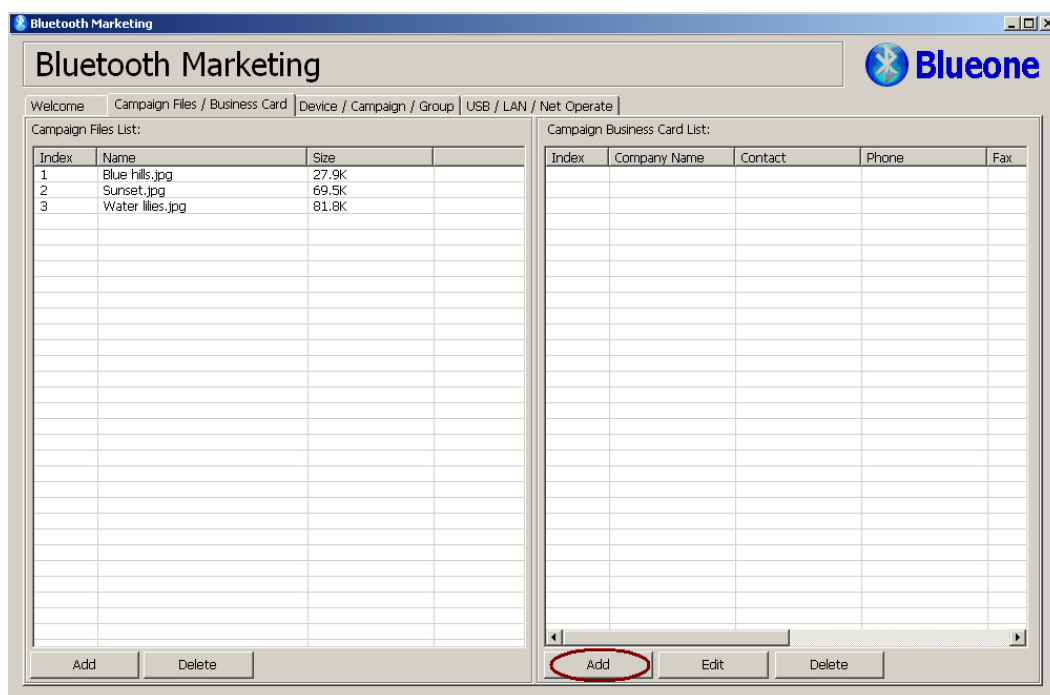 Bluetooth Marketing
Bluetooth Marketing
Blueone
Welcome Campaign Files / Business Card Device / Campaign / Group USB / LAN / Net Operate
Campaign Files List:
Index Name Size
1 Blue hills.jpg 27.9K
2 Sunset.jpg 69.5K
3 Water lilies.jpg 81.8K
Add Delete
Campaign Business Card List:
Index Company Name Contact Phone Fax
Add Edit Delete